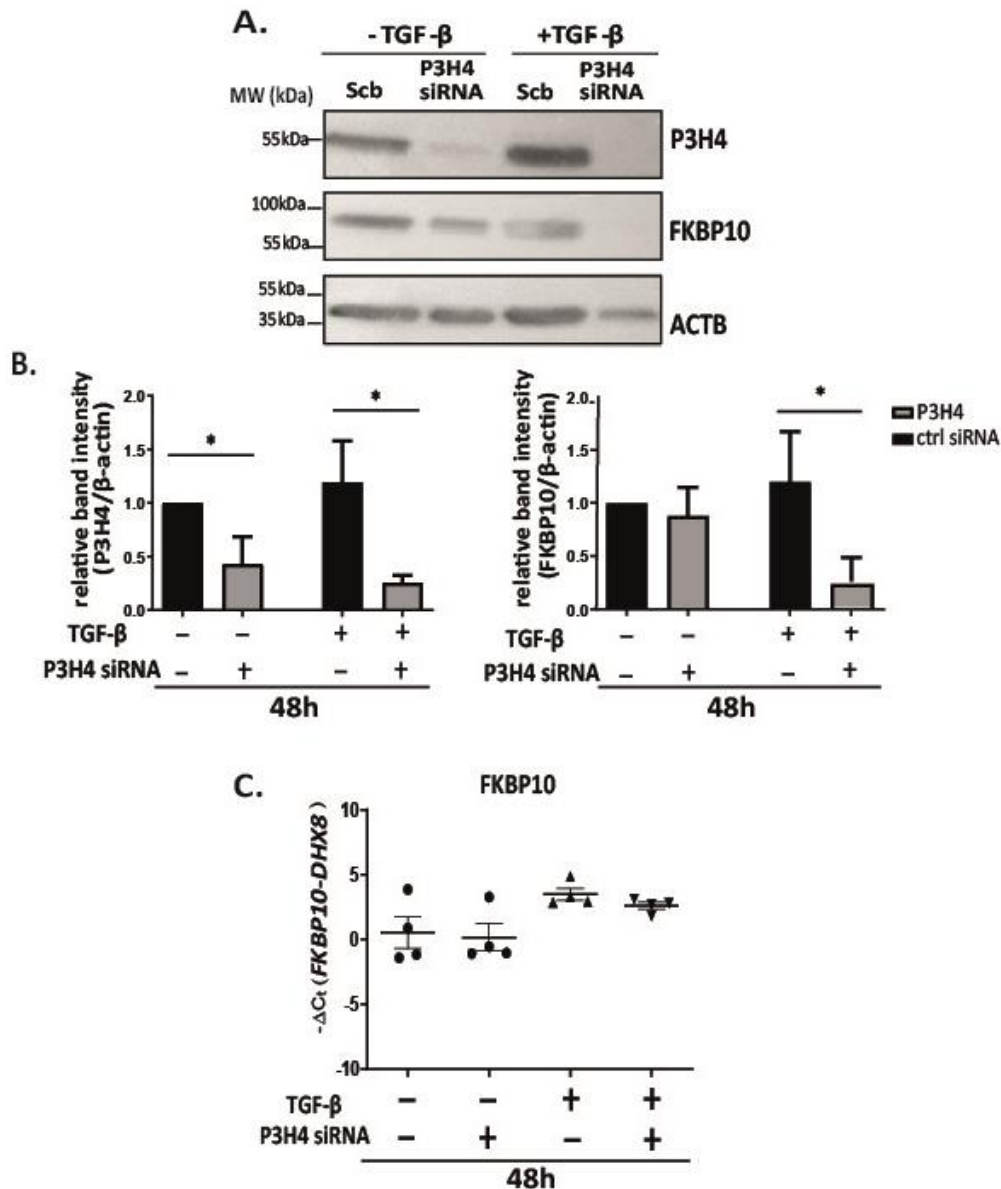 A.
-TGF-β +TGF-β
MW (kDa) Scb P3H4 siRNA Scb P3H4 siRNA
55kDa P3H4
100kDa
55kDa FKBP10
55kDa
35kDa ACTB
B.
relative band intensity
(P3H4/β-actin)
2.0
1.5
1.0
0.5
0.0
* *
TGF-β – – + +
P3H4 siRNA – + – +
48h
relative band intensity
(FKBP10/β-actin)
2.0
1.5
1.0
0.5
0.0
*
P3H4
ctrl siRNA
TGF-β – – + +
P3H4 siRNA – + – +
48h
C.
FKBP10
-ΔCt (FKBP10-DHX8)
10
5
0
-5
-10
TGF-β – – + +
P3H4 siRNA – + – +
48h